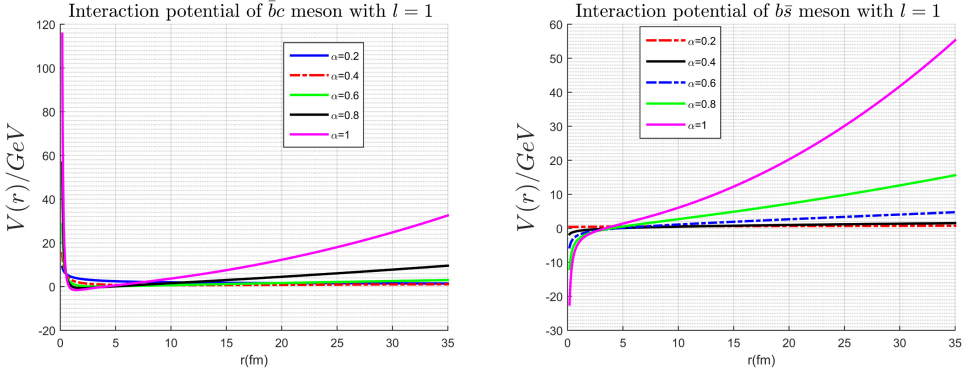 Interaction potential of b̄c meson with l = 1
V(r)/GeV
120
100
80
60
40
20
0
-20
0 5 10 15 20 25 30 35
r(fm)
α=0.2
α=0.4
α=0.6
α=0.8
α=1
Interaction potential of bs̄ meson with l = 1
V(r)/GeV
60
50
40
30
20
10
0
-10
-20
-30
0 5 10 15 20 25 30 35
r(fm)
α=0.2
α=0.4
α=0.6
α=0.8
α=1